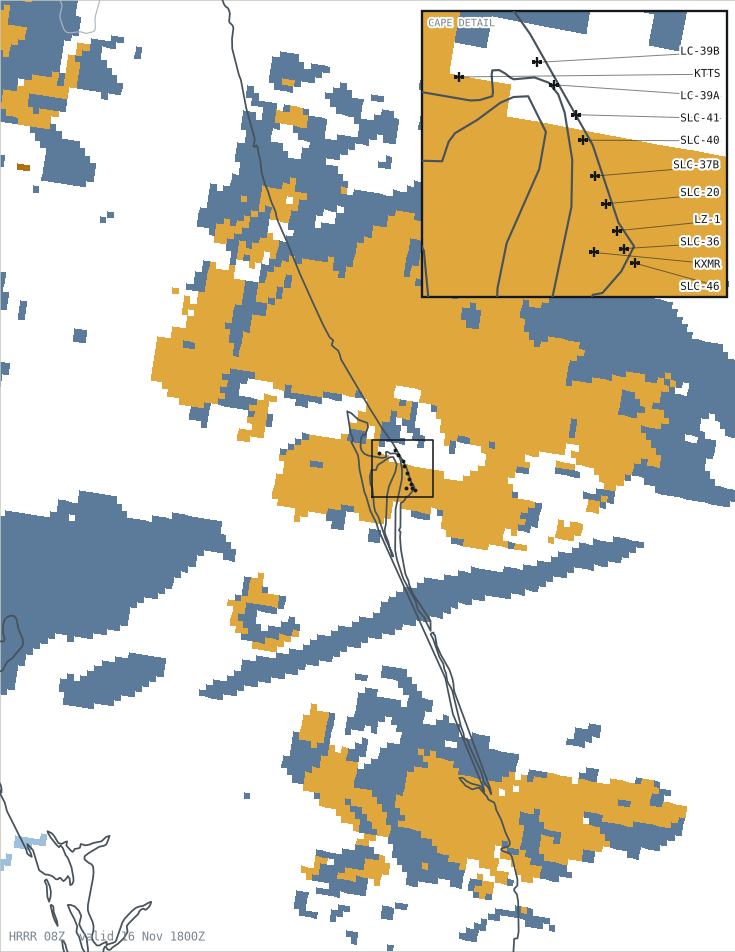 CAPE DETAIL
LC-39B
KTTS
LC-39A
SLC-41
SLC-40
SLC-37B
SLC-20
LZ-1
SLC-36
KXMR
SLC-46
HRRR 08Z valid 16 Nov 1800Z